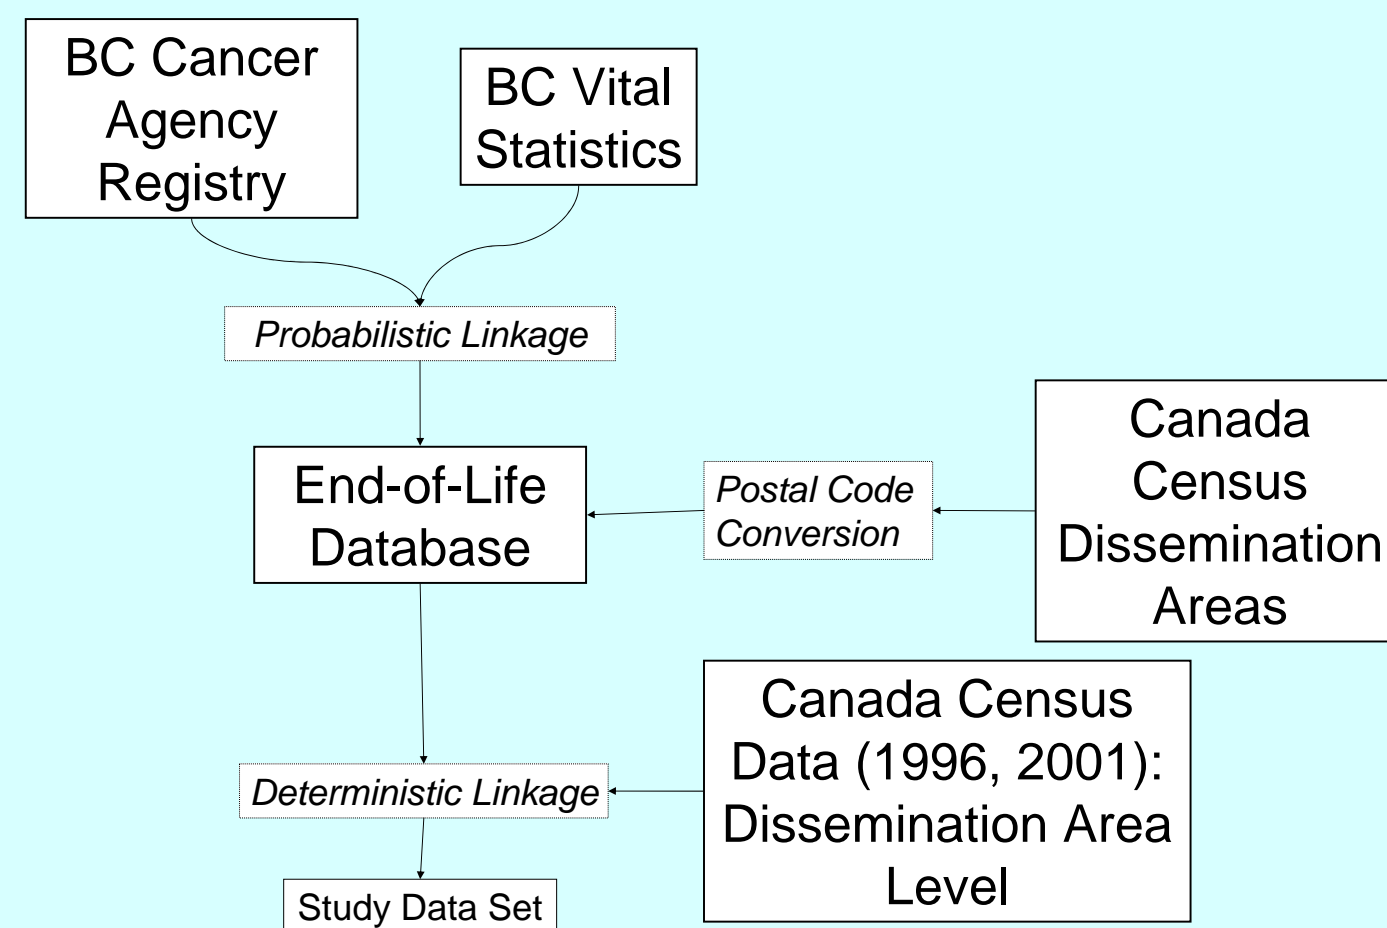 BC Cancer
Agency
Registry
BC Vital
Statistics
Probabilistic Linkage
End-of-Life
Database
Postal Code
Conversion
Canada
Census
Dissemination
Areas
Canada Census
Data (1996, 2001):
Dissemination Area
Level
Deterministic Linkage
Study Data Set